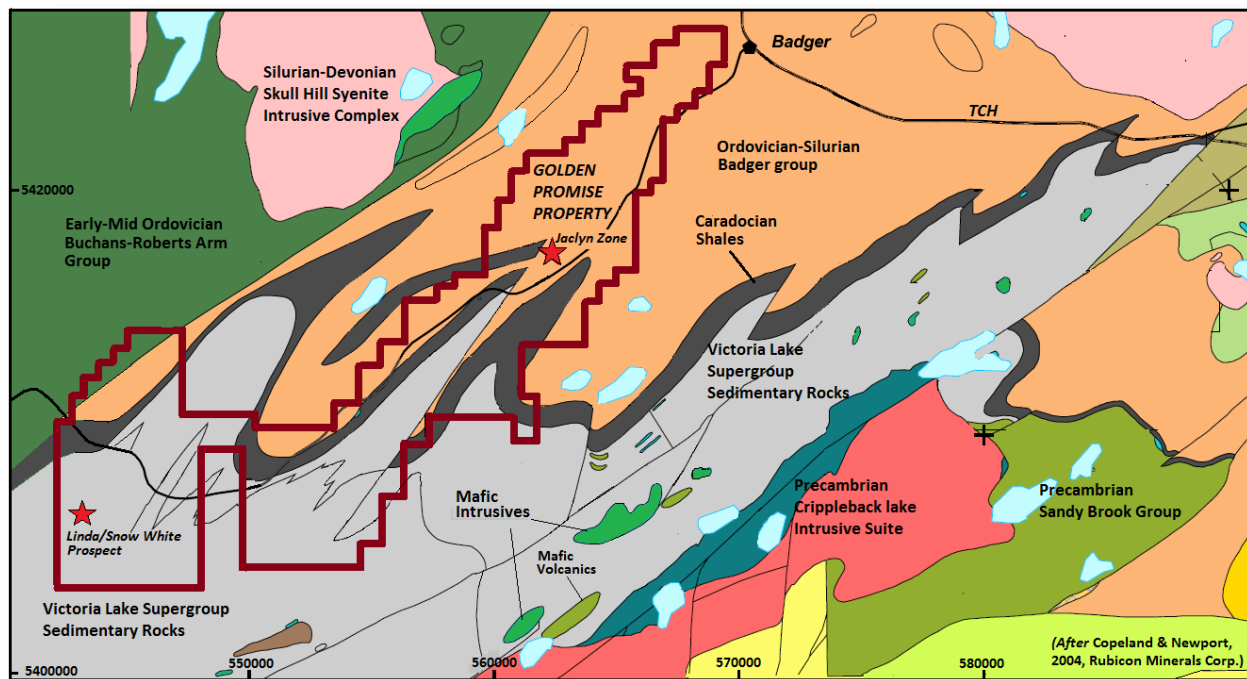 Silurian-Devonian
Skull Hill Syenite
Intrusive Complex
Badger
TCH
Ordovician-Silurian
Badger group
GOLDEN
PROMISE
PROPERTY
Jaclyn Zone
5420000
Early-Mid Ordovician
Buchans-Roberts Arm
Group
Caradocian
Shales
Victoria Lake
Supergroup
Sedimentary Rocks
Linda/Snow White
Prospect
Mafic
Intrusives
Mafic
Volcanics
Precambrian
Crippleback lake
Intrusive Suite
Precambrian
Sandy Brook Group
Victoria Lake Supergroup
Sedimentary Rocks
(After Copeland & Newport,
2004, Rubicon Minerals Corp.)
5400000
550000
560000
570000
580000